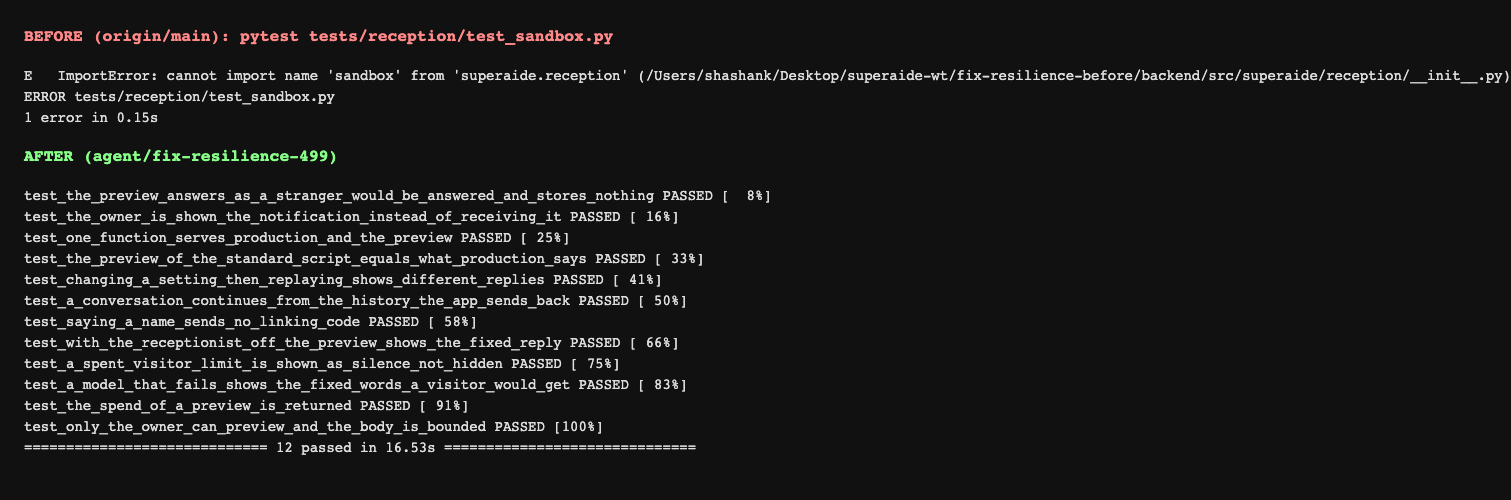 BEFORE (origin/main): pytest tests/reception/test_sandbox.py
E   ImportError: cannot import name 'sandbox' from 'superaide.reception' (/Users/shashank/Desktop/superaide-wt/fix-resilience-before/backend/src/superaide/reception/__init__.py)
ERROR tests/reception/test_sandbox.py
1 error in 0.15s
AFTER (agent/fix-resilience-499)
test_the_preview_answers_as_a_stranger_would_be_answered_and_stores_nothing PASSED [  8%]
test_the_owner_is_shown_the_notification_instead_of_receiving_it PASSED [ 16%]
test_one_function_serves_production_and_the_preview PASSED [ 25%]
test_the_preview_of_the_standard_script_equals_what_production_says PASSED [ 33%]
test_changing_a_setting_then_replaying_shows_different_replies PASSED [ 41%]
test_a_conversation_continues_from_the_history_the_app_sends_back PASSED [ 50%]
test_saying_a_name_sends_no_linking_code PASSED [ 58%]
test_with_the_receptionist_off_the_preview_shows_the_fixed_reply PASSED [ 66%]
test_a_spent_visitor_limit_is_shown_as_silence_not_hidden PASSED [ 75%]
test_a_model_that_fails_shows_the_fixed_words_a_visitor_would_get PASSED [ 83%]
test_the_spend_of_a_preview_is_returned PASSED [ 91%]
test_only_the_owner_can_preview_and_the_body_is_bounded PASSED [100%]
============================= 12 passed in 16.53s ==============================